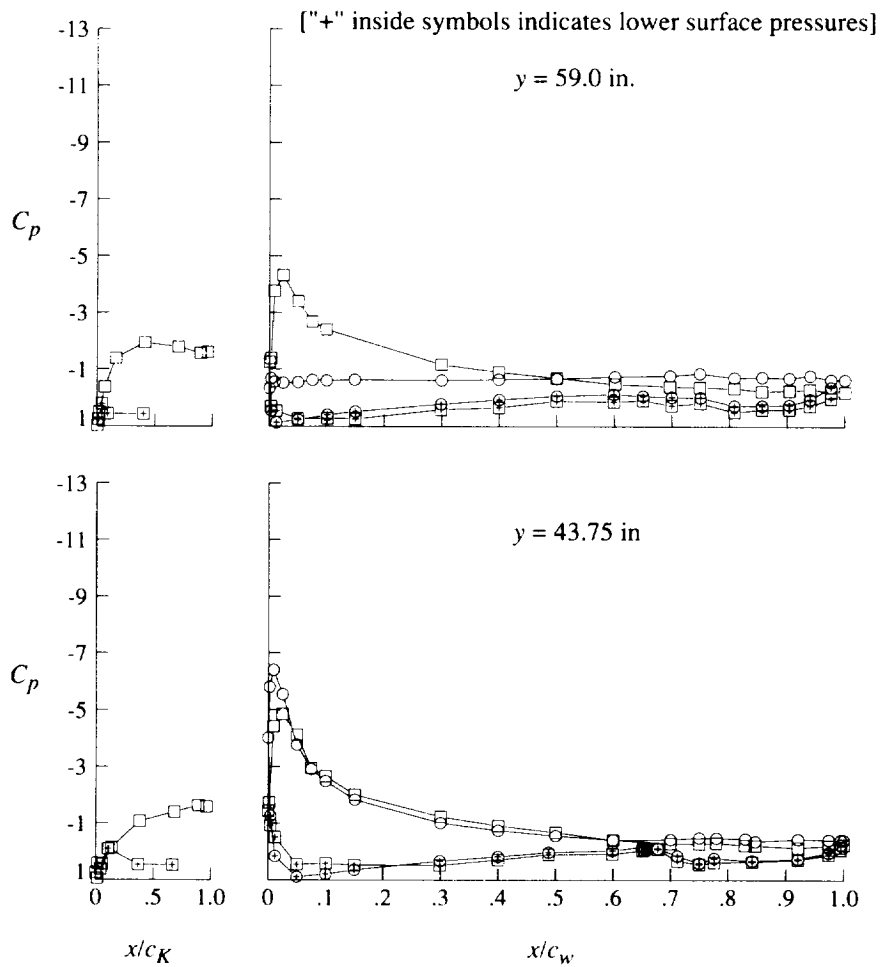 ["+" inside symbols indicates lower surface pressures]
-13
-11
-9
-7
-5
-3
-1
1
C_p
y = 59.0 in.
-13
-11
-9
-7
-5
-3
-1
1
C_p
y = 43.75 in
0 .5 1.0
x/c_K
0 .1 .2 .3 .4 .5 .6 .7 .8 .9 1.0
x/c_w